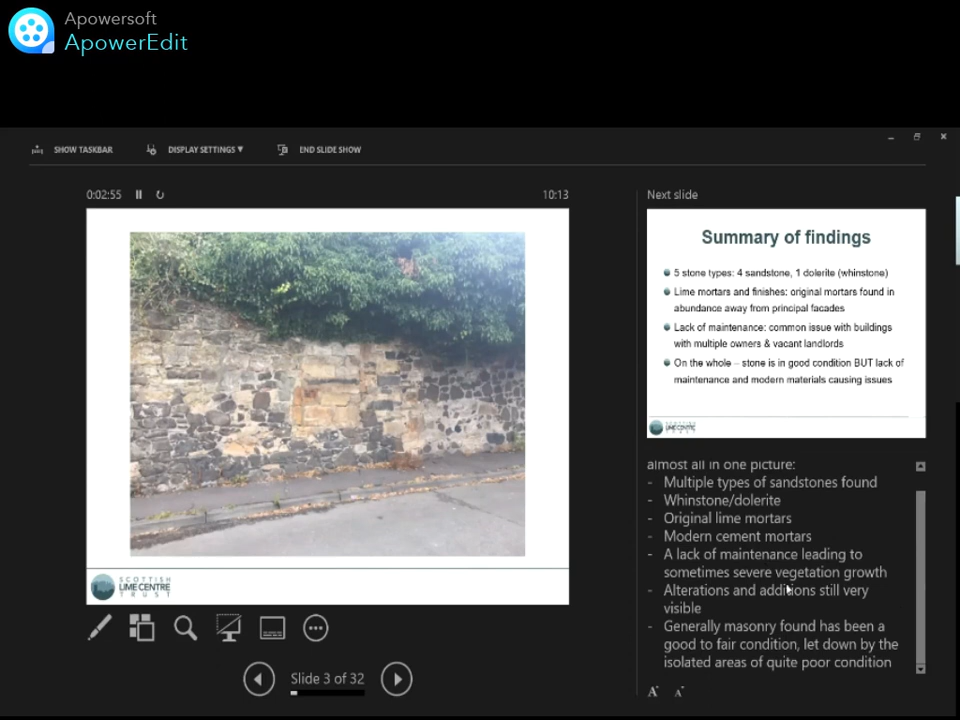 Apowersoft
ApowerEdit
SHOW TASKBAR
DISPLAY SETTINGS ▼
END SLIDE SHOW
0:02:55
10:13
Next slide
Summary of findings
5 stone types: 4 sandstone, 1 dolerite (whinstone)
Lime mortars and finishes: original mortars found in
abundance away from principal facades
Lack of maintenance: common issue with buildings
with multiple owners & vacant landlords
On the whole – stone is in good condition BUT lack of
maintenance and modern materials causing issues
SCOTTISH
LIME CENTRE
TRUST
almost all in one picture:
- Multiple types of sandstones found
- Whinstone/dolerite
- Original lime mortars
- Modern cement mortars
- A lack of maintenance leading to
sometimes severe vegetation growth
- Alterations and additions still very
visible
- Generally masonry found has been a
good to fair condition, let down by the
isolated areas of quite poor condition
Slide 3 of 32
A A